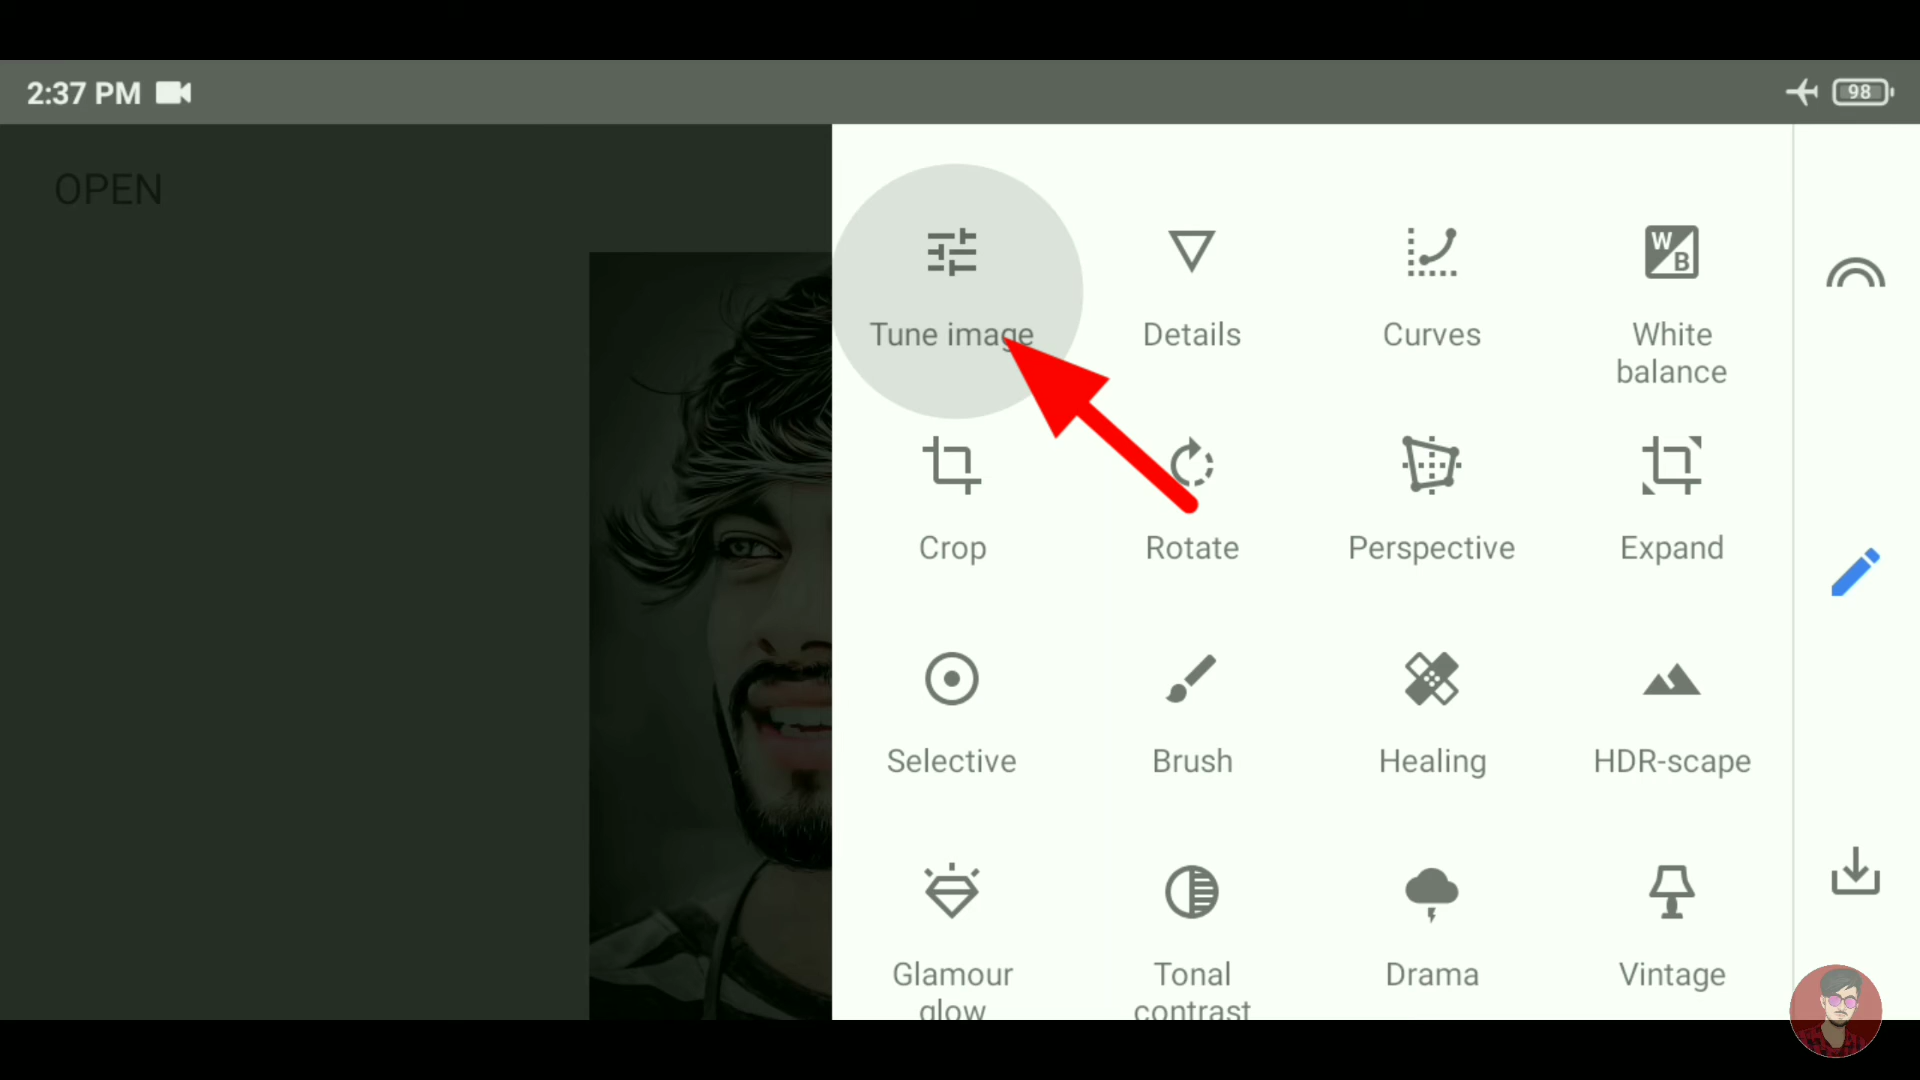 2:37 PM
98
OPEN
Tune image
Details
Curves
W
B
White
balance
Crop
Rotate
Perspective
Expand
Selective
Brush
Healing
HDR-scape
Glamour
glow
Tonal
contrast
Drama
Vintage